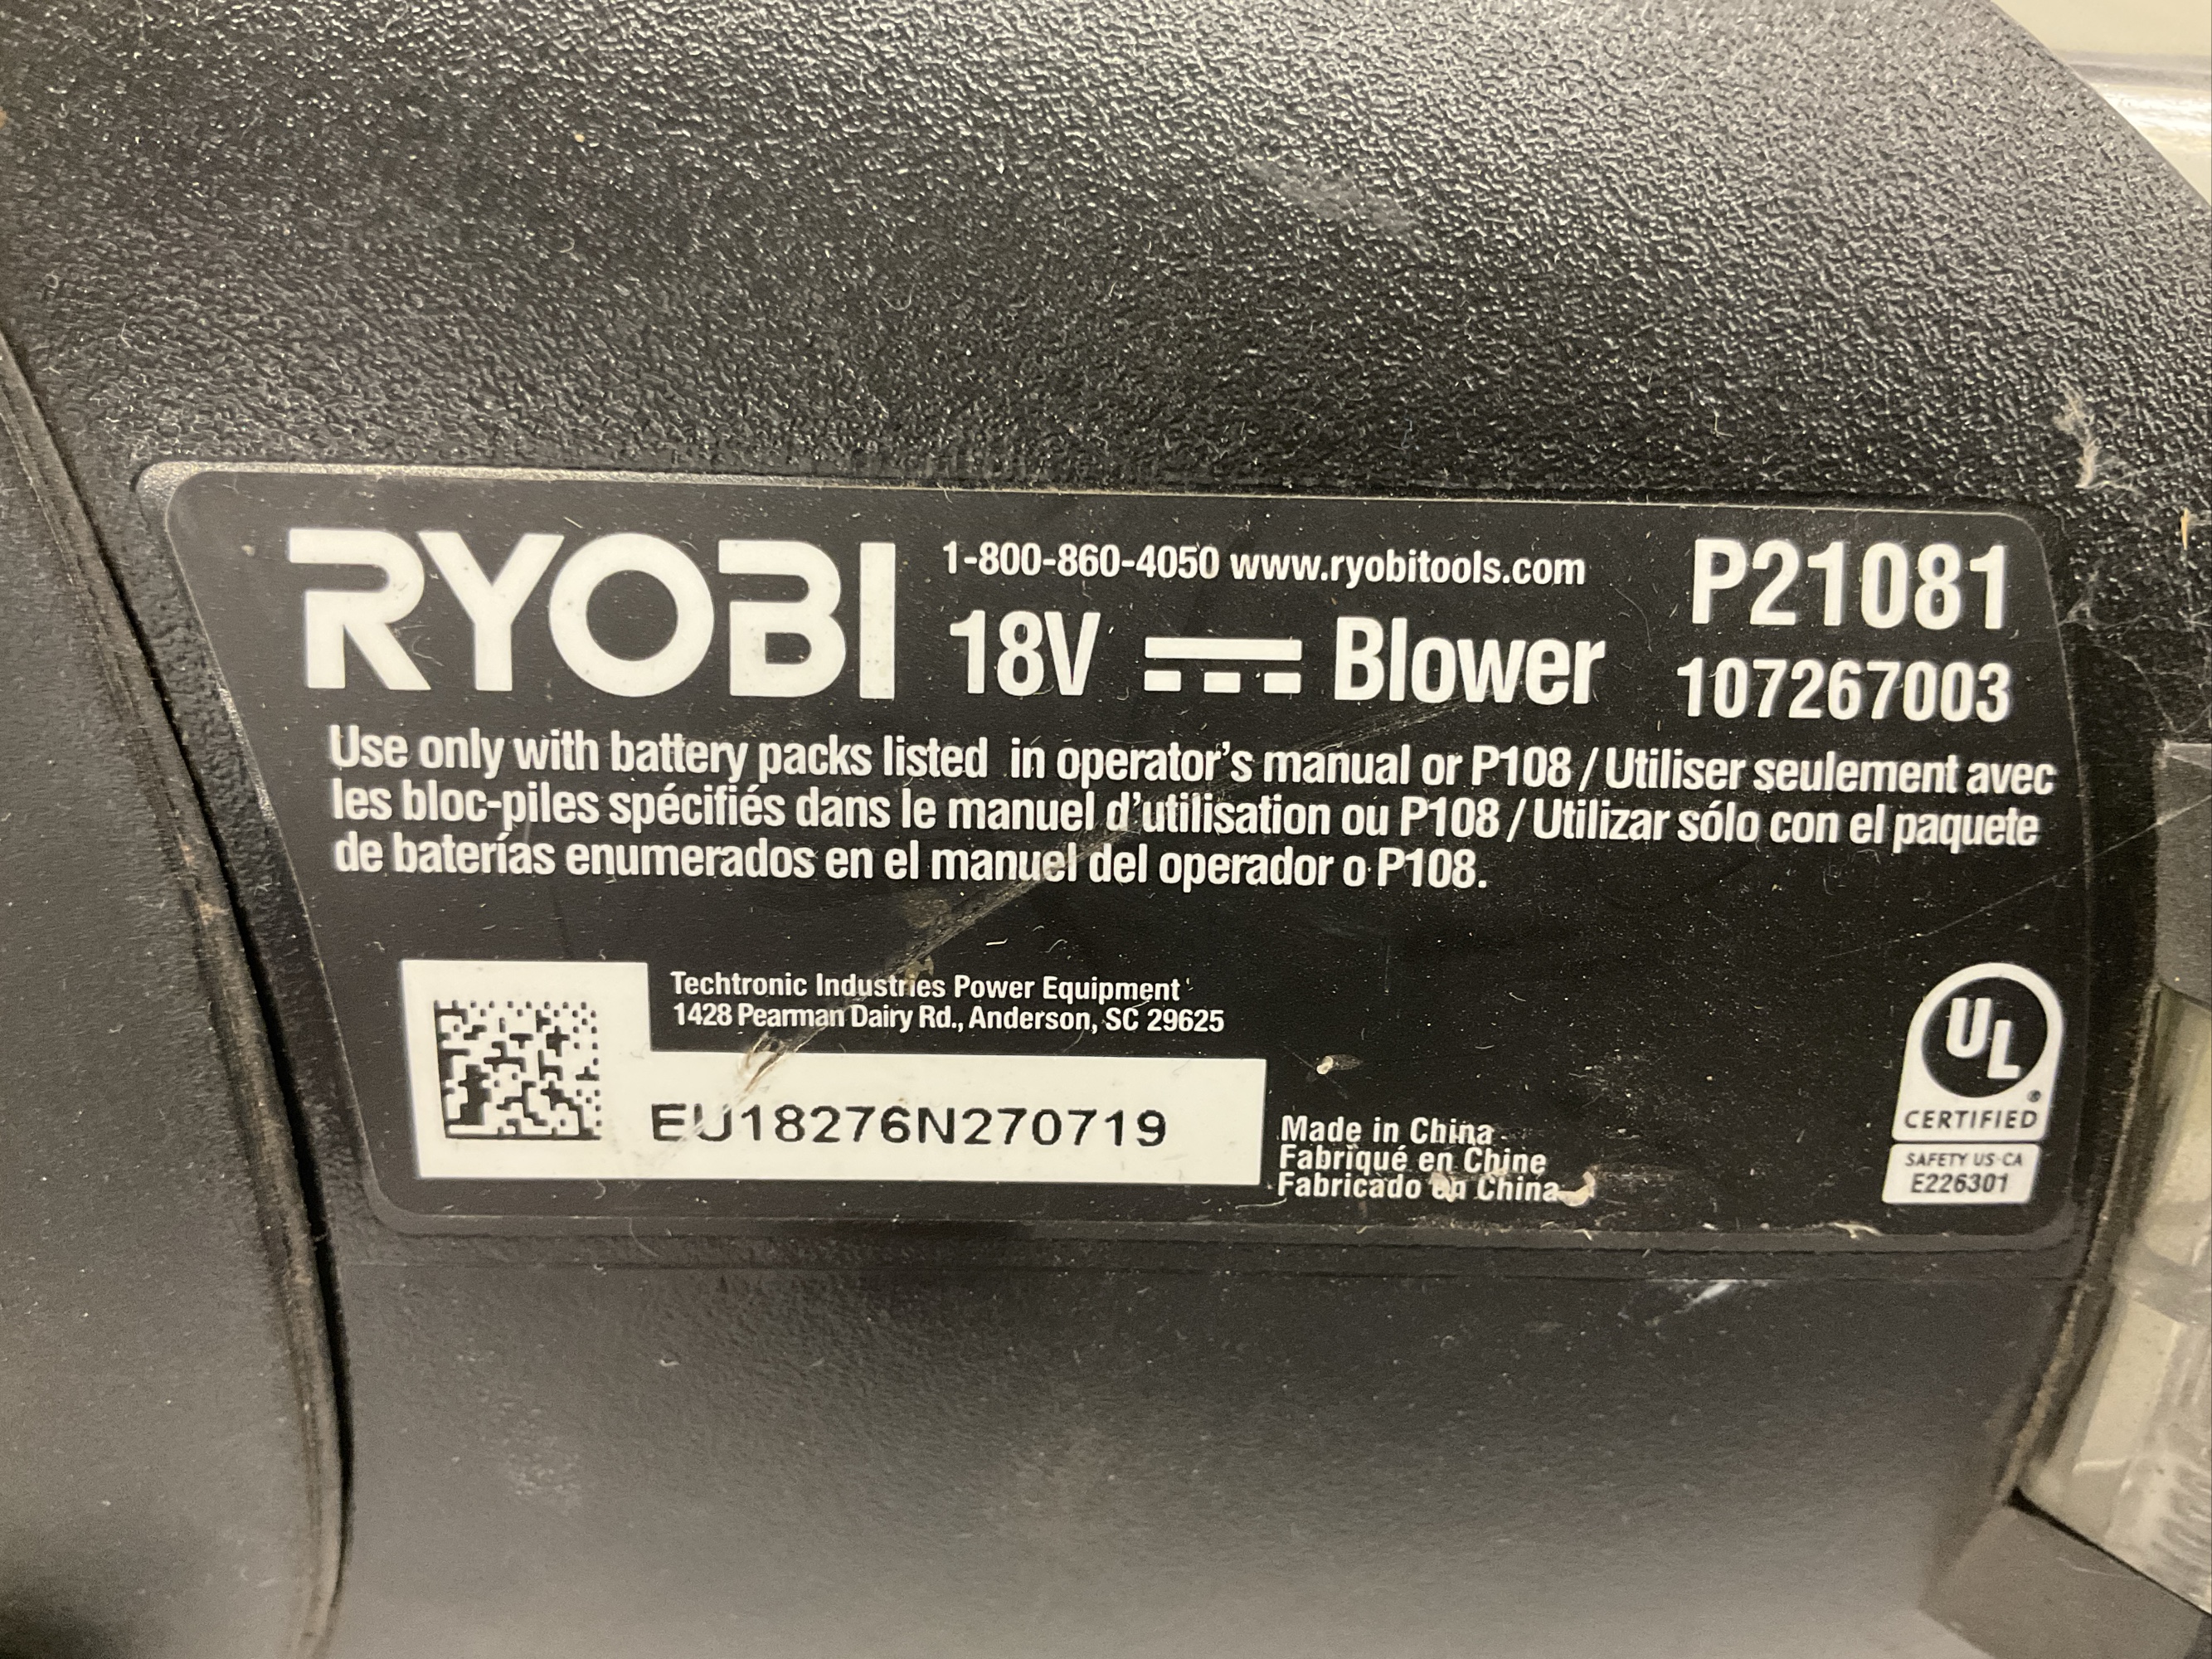 RYOBI
1-800-860-4050 www.ryobitools.com
18V Blower
P21081
107267003
Use only with battery packs listed in operator's manual or P108 / Utiliser seulement avec
les bloc-piles spécifiés dans le manuel d'utilisation ou P108 / Utilizar sólo con el paquete
de baterías enumerados en el manuel del operador o P108.
Techtronic Industries Power Equipment
1428 Pearman Dairy Rd., Anderson, SC 29625
EU18276N270719
Made in China
Fabriqué en Chine
Fabricado en China
UL
®
CERTIFIED
SAFETY US-CA
E226301